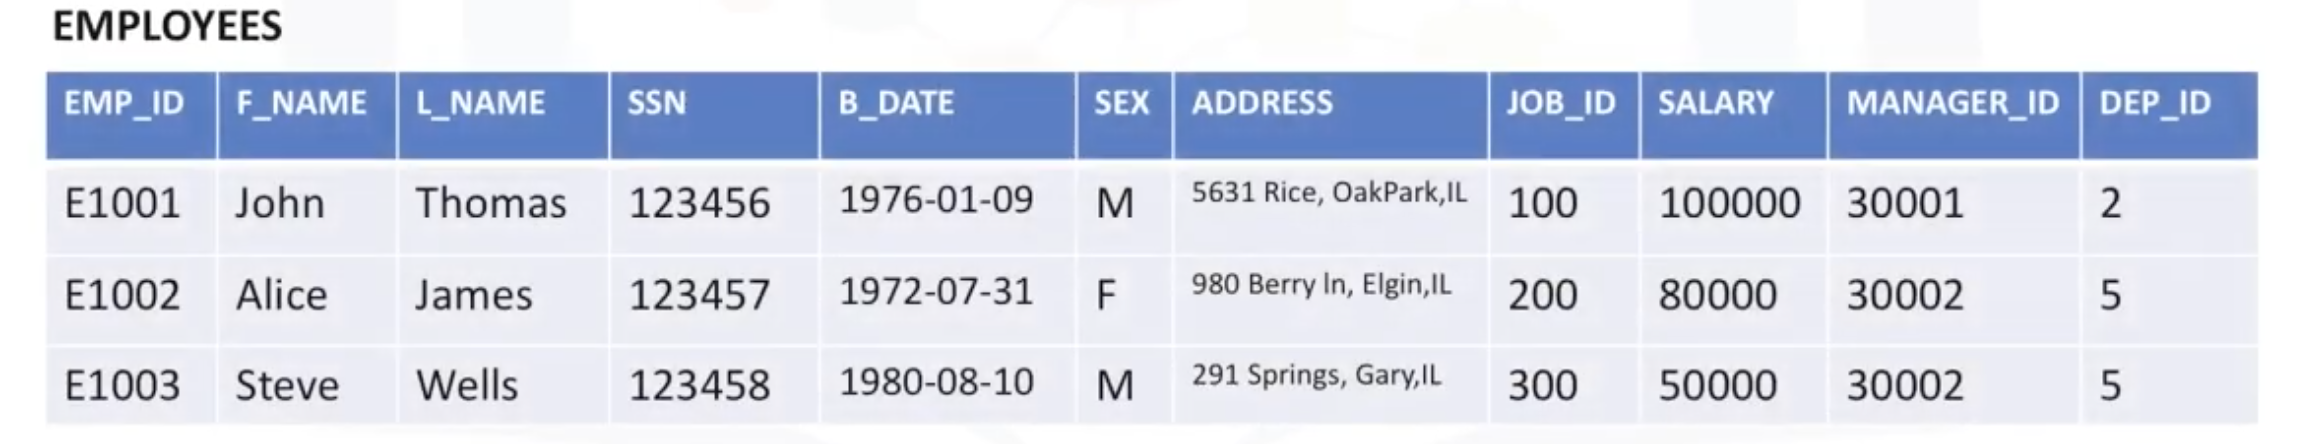 EMPLOYEES
EMP_ID F_NAME L_NAME SSN B_DATE SEX ADDRESS JOB_ID SALARY MANAGER_ID DEP_ID
E1001 John Thomas 123456 1976-01-09 M 5631 Rice, OakPark,IL 100 100000 30001 2
E1002 Alice James 123457 1972-07-31 F 980 Berry ln, Elgin,IL 200 80000 30002 5
E1003 Steve Wells 123458 1980-08-10 M 291 Springs, Gary,IL 300 50000 30002 5